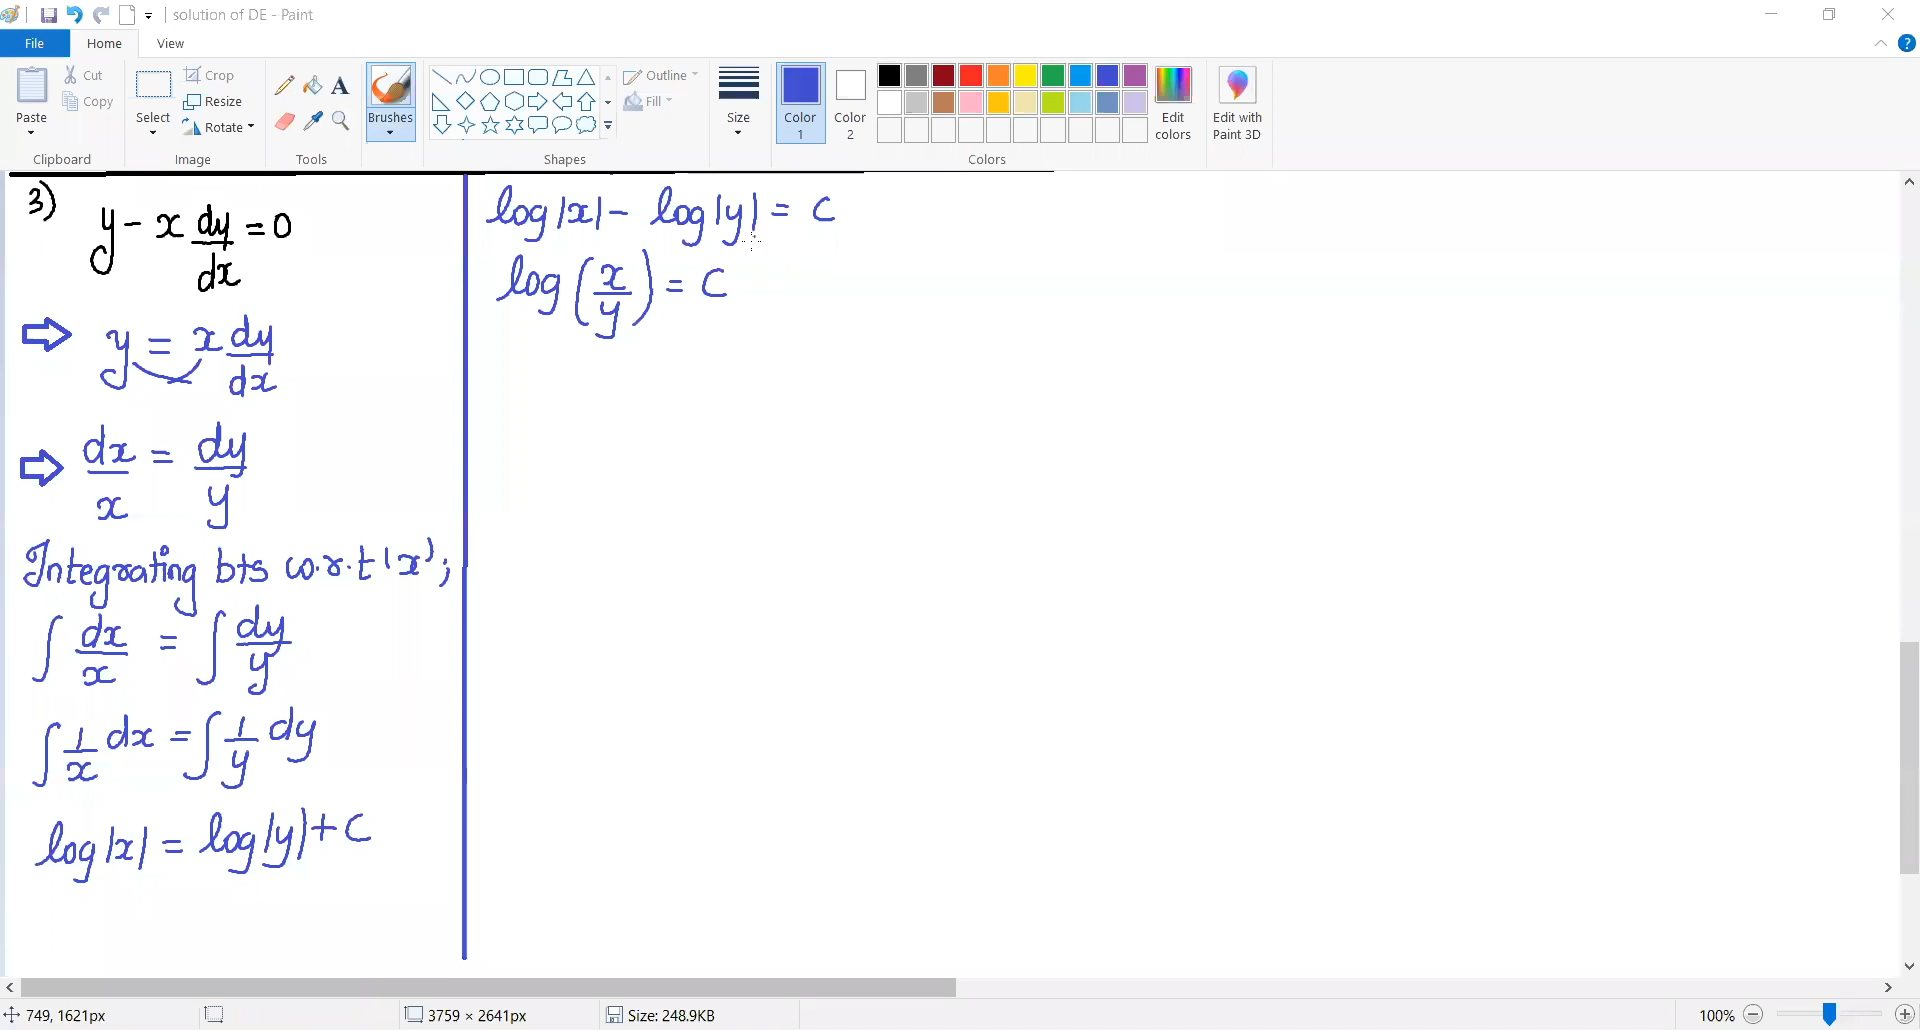 solution of DE - Paint
File Home View
Paste
Cut
Copy
Clipboard
Select
Crop
Resize
Rotate
Image
Tools
Brushes
Shapes
Outline
Fill
Size
Color 1
Color 2
Colors
Edit colors
Edit with Paint 3D
3)
y - x dy/dx = 0
⇒ y = x dy/dx
⇒ dx/x = dy/y
Integrating bts w.r.t 'x';
∫ dx/x = ∫ dy/y
∫ 1/x dx = ∫ 1/y dy
log|x| = log|y| + C
log|x| - log|y| = C
log (x/y) = C
749, 1621px
3759 × 2641px
Size: 248.9KB
100%